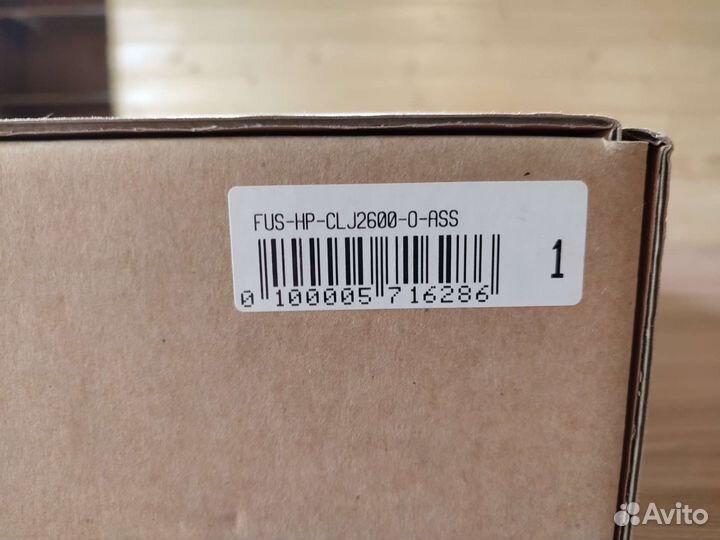 FUS-HP-CLJ2600-O-ASS
1
0 100005 716286
Avito